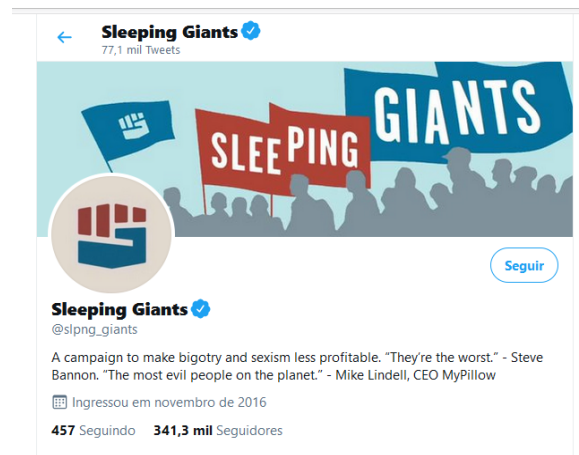 Sleeping Giants
77,1 mil Tweets
SLEEPING
GIANTS
Seguir
Sleeping Giants
@slpng_giants
A campaign to make bigotry and sexism less profitable. “They’re the worst.” - Steve
Bannon. “The most evil people on the planet.” - Mike Lindell, CEO MyPillow
Ingressou em novembro de 2016
457 Seguindo 341,3 mil Seguidores